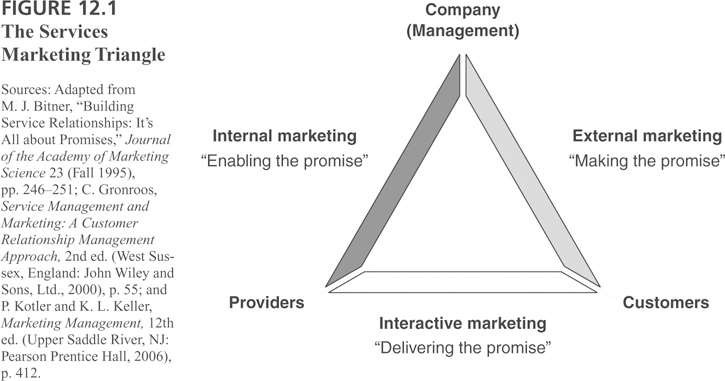 FIGURE 12.1
The Services
Marketing Triangle
Sources: Adapted from
M. J. Bitner, “Building
Service Relationships: It’s
All about Promises,” Journal
of the Academy of Marketing
Science 23 (Fall 1995),
pp. 246–251; C. Gronroos,
Service Management and
Marketing: A Customer
Relationship Management
Approach, 2nd ed. (West Sus-
sex, England: John Wiley and
Sons, Ltd., 2000), p. 55; and
P. Kotler and K. L. Keller,
Marketing Management, 12th
ed. (Upper Saddle River, NJ:
Pearson Prentice Hall, 2006),
p. 412.
Company
(Management)
Internal marketing
“Enabling the promise”
External marketing
“Making the promise”
Providers
Customers
Interactive marketing
“Delivering the promise”